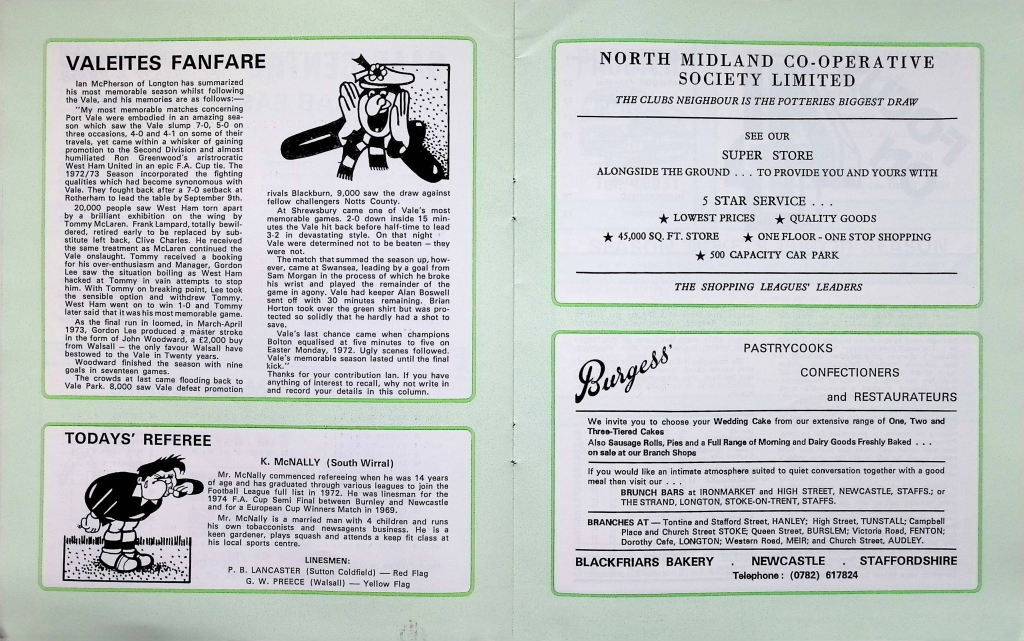 VALEITES FANFARE
Ian McPherson of Longton has summarized
his most memorable season whilst following
the Vale, and his memories are as follows:—
"My most memorable matches concerning
Port Vale were embodied in an amazing sea-
son which saw the Vale slump 7-0, 5-0 on
three occasions, 4-0 and 4-1 on some of their
travels, yet came within a whisker of gaining
promotion to the Second Division and almost
humiliated Ron Greenwood's aristocratic
West Ham United in an epic F.A. Cup tie. The
1972/73 Season incorporated the fighting
qualities which had become synonomous with
Vale. They fought back after a 7-0 setback at
Rotherham to lead the table by September 9th.
20,000 people saw West Ham torn apart
by a brilliant exhibition on the wing by
Tommy McLaren. Frank Lampard, totally bewil-
dered, retired early to be replaced by sub-
stitute left back, Clive Charles. He received
the same treatment as McLaren continued the
Vale onslaught. Tommy received a booking
for his over-enthusiasm and Manager, Gordon
Lee saw the situation boiling as West Ham
hacked at Tommy in vain attempts to stop
him. With Tommy on breaking point, Lee took
the sensible option and withdrew Tommy.
West Ham went on to win 1-0 and Tommy
later said that it was his most memorable game.
As the final run in loomed, in March-April
1973, Gordon Lee produced a master stroke
in the form of John Woodward, a £2,000 buy
from Walsall — the only favour Walsall have
bestowed to the Vale in Twenty years.
Woodward finished the season with nine
goals in seventeen games.
The crowds at last came flooding back to
Vale Park. 8,000 saw Vale defeat promotion
rivals Blackburn, 9,000 saw the draw against
fellow challengers Notts County.
At Shrewsbury came one of Vale's most
memorable games. 2-0 down inside 15 min-
utes the Vale hit back before half-time to lead
3-2 in devastating style. On that night
Vale were determined not to be beaten — they
were not.
The match that summed the season up, how-
ever, came at Swansea, leading by a goal from
Sam Morgan in the process of which he broke
his wrist and played the remainder of the
game in agony. Vale had keeper Alan Boswell
sent off with 30 minutes remaining. Brian
Horton took over the green shirt but was pro-
tected so solidly that he hardly had a shot to
save.
Vale's last chance came when champions
Bolton equalised at five minutes to five on
Easter Monday, 1972. Ugly scenes followed.
Vale's memorable season lasted until the final
kick."
Thanks for your contribution Ian. If you have
anything of interest to recall, why not write in
and record your details in this column.
TODAYS' REFEREE
K. McNALLY (South Wirral)
Mr. McNally commenced refereeing when he was 14 years
of age and has graduated through various leagues to join the
Football League full list in 1972. He was linesman for the
1974 F.A. Cup Semi Final between Burnley and Newcastle
and for a European Cup Winners Match in 1969.
Mr. McNally is a married man with 4 children and runs
his own tobacconists and newsagents business. He is a
keen gardener, plays squash and attends a keep fit class at
his local sports centre.
LINESMEN:
P. B. LANCASTER (Sutton Coldfield) — Red Flag
G. W. PREECE (Walsall) — Yellow Flag
NORTH MIDLAND CO-OPERATIVE
SOCIETY LIMITED
THE CLUBS NEIGHBOUR IS THE POTTERIES BIGGEST DRAW
SEE OUR
SUPER STORE
ALONGSIDE THE GROUND . . . TO PROVIDE YOU AND YOURS WITH
5 STAR SERVICE . . .
★ LOWEST PRICES ★ QUALITY GOODS
★ 45,000 SQ. FT. STORE ★ ONE FLOOR - ONE STOP SHOPPING
★ 500 CAPACITY CAR PARK
THE SHOPPING LEAGUES' LEADERS
Burgess'
PASTRYCOOKS
CONFECTIONERS
and RESTAURATEURS
We invite you to choose your Wedding Cake from our extensive range of One, Two and
Three-Tiered Cakes
Also Sausage Rolls, Pies and a Full Range of Morning and Dairy Goods Freshly Baked . . .
on sale at our Branch Shops
If you would like an intimate atmosphere suited to quiet conversation together with a good
meal then visit our . . .
BRUNCH BARS at IRONMARKET and HIGH STREET, NEWCASTLE, STAFFS.; or
THE STRAND, LONGTON, STOKE-ON-TRENT, STAFFS.
BRANCHES AT — Tontine and Stafford Street, HANLEY; High Street, TUNSTALL; Campbell
Place and Church Street STOKE; Queen Street, BURSLEM; Victoria Road, FENTON;
Dorothy Cafe, LONGTON; Western Road, MEIR; and Church Street, AUDLEY.
BLACKFRIARS BAKERY . NEWCASTLE . STAFFORDSHIRE
Telephone: (0782) 617824